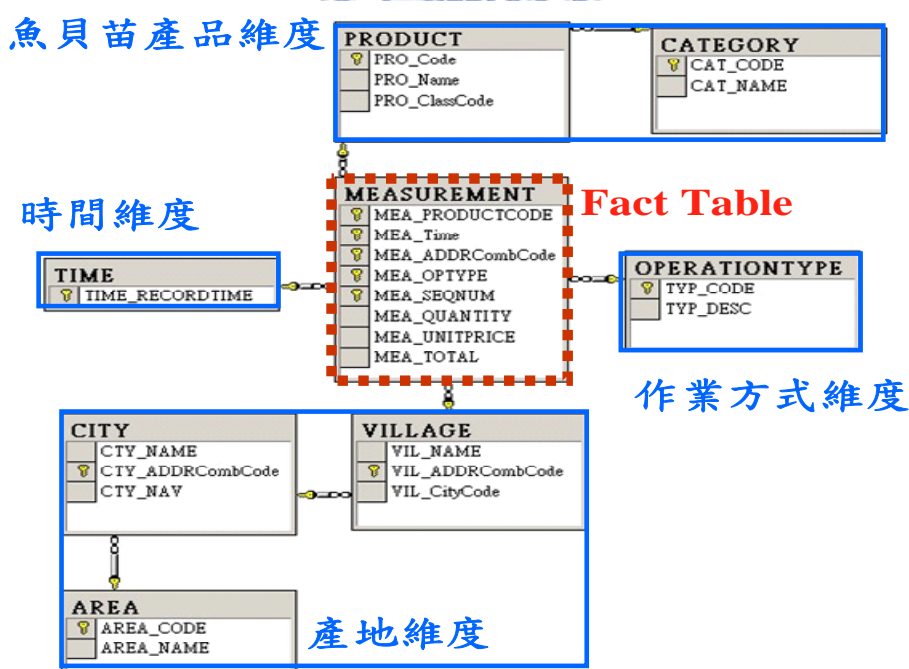 魚貝苗產品維度
PRODUCT
PRO_Code
PRO_Name
PRO_ClassCode
CATEGORY
CAT_CODE
CAT_NAME
時間維度
TIME
TIME_RECORDTIME
MEASUREMENT
MEA_PRODUCTCODE
MEA_Time
MEA_ADDRCombCode
MEA_OPTYPE
MEA_SEQNUM
MEA_QUANTITY
MEA_UNITPRICE
MEA_TOTAL
Fact Table
OPERATIONTYPE
TYP_CODE
TYP_DESC
作業方式維度
CITY
CTY_NAME
CTY_ADDRCombCode
CTY_NAV
VILLAGE
VIL_NAME
VIL_ADDRCombCode
VIL_CityCode
AREA
AREA_CODE
AREA_NAME
產地維度